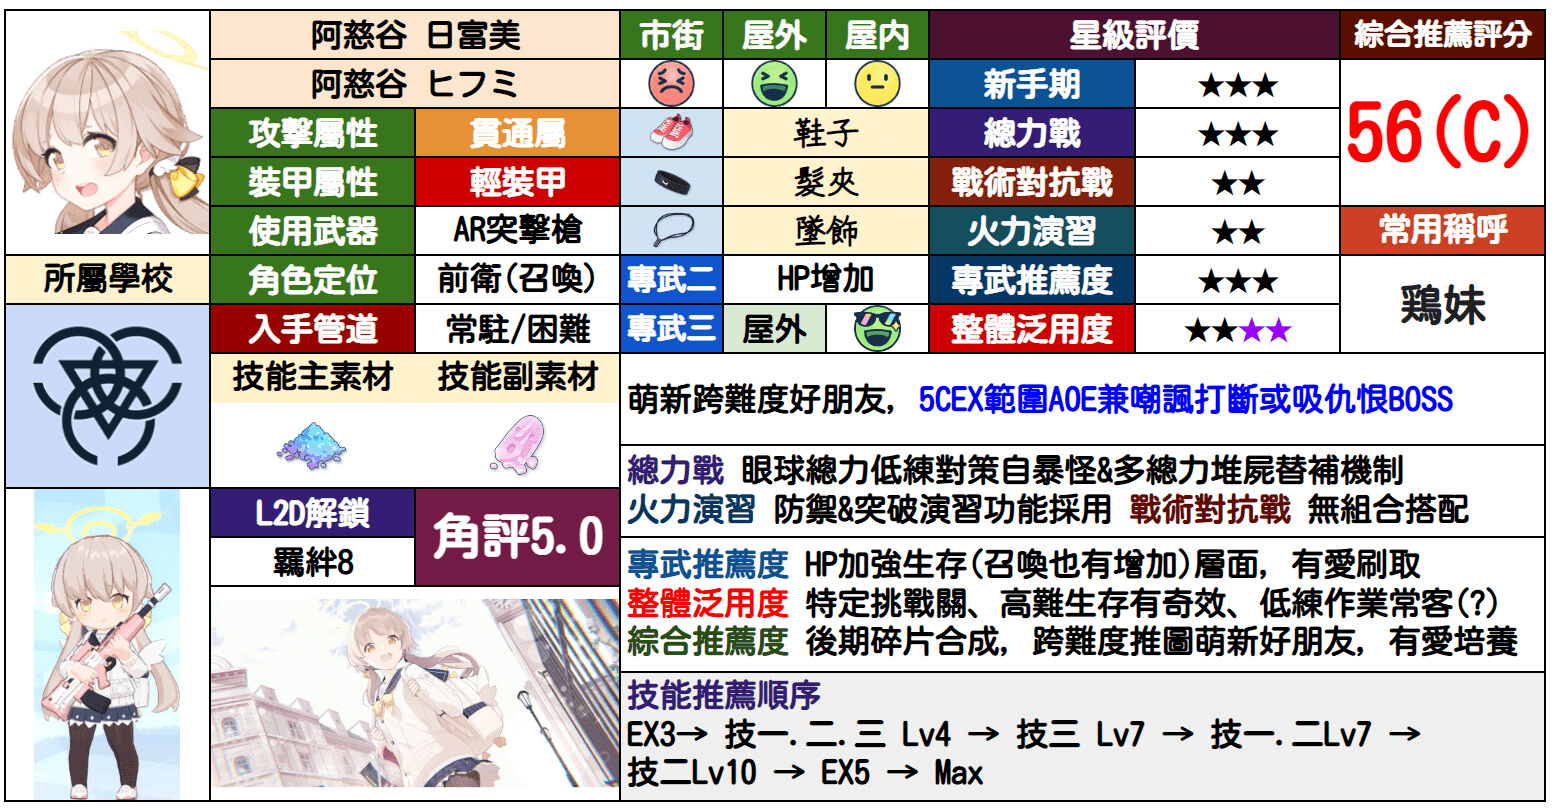 阿慈谷 日富美 市街 屋外 屋内 星級評價 綜合推薦評分
阿慈谷 ヒフミ 新手期 ★★★ 56(C)
攻擊屬性 貫通屬 鞋子 總力戰 ★★★
裝甲屬性 輕裝甲 髮夾 戰術對抗戰 ★★
使用武器 AR突擊槍 墜飾 火力演習 ★★ 常用稱呼
所屬學校 角色定位 前衛(召喚) 專武二 HP增加 專武推薦度 ★★★ 鶏妹
入手管道 常駐/困難 專武三 屋外 整體泛用度 ★★★★
技能主素材 技能副素材
萌新跨難度好朋友, 5CEX範圍AOE兼嘲諷打斷或吸仇恨BOSS
總力戰 眼球總力低練對策自暴怪&多總力堆屍替補機制
火力演習 防禦&突破演習功能採用 戰術對抗戰 無組合搭配
L2D解鎖 角評5.0
羈絆8
專武推薦度 HP加強生存(召喚也有增加)層面, 有愛刷取
整體泛用度 特定挑戰關、高難生存有奇效、低練作業常客(?)
綜合推薦度 後期碎片合成, 跨難度推圖萌新好朋友, 有愛培養
技能推薦順序
EX3→ 技一.二.三 Lv4 → 技三 Lv7 → 技一.二Lv7 →
技二Lv10 → EX5 → Max